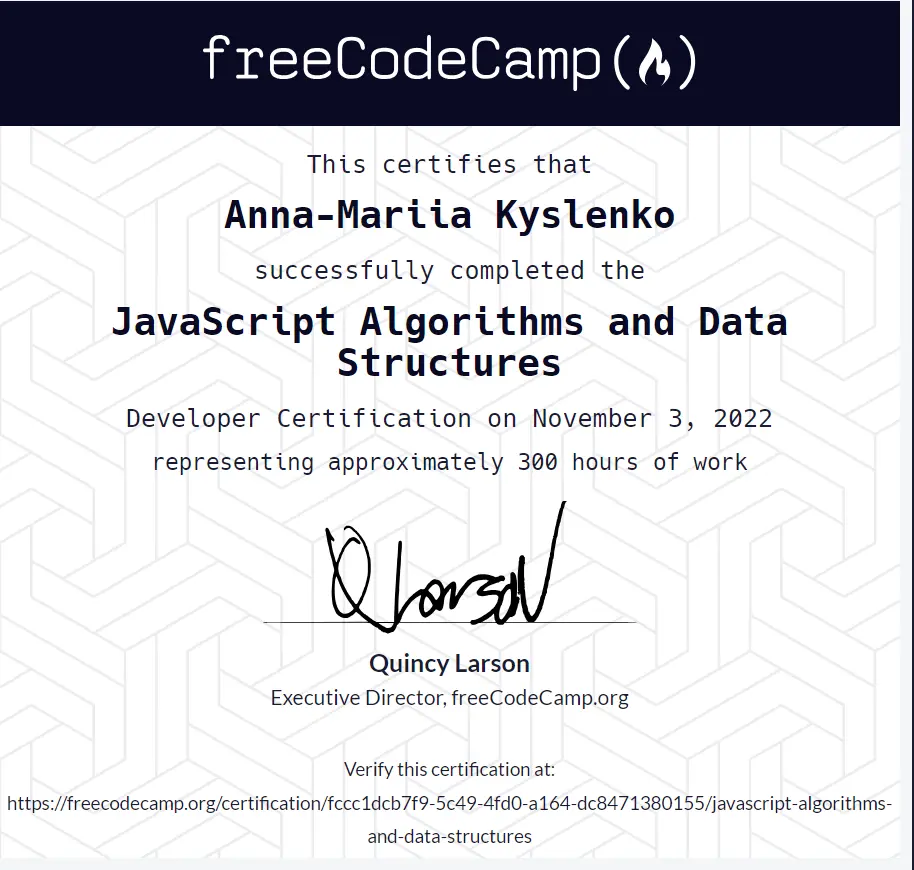 freeCodeCamp
This certifies that
Anna-Mariia Kyslenko
successfully completed the
JavaScript Algorithms and Data
Structures
Developer Certification on November 3, 2022
representing approximately 300 hours of work
Q Larson
Quincy Larson
Executive Director, freeCodeCamp.org
Verify this certification at:
https://freecodecamp.org/certification/fccc1dcb7f9-5c49-4fd0-a164-dc8471380155/javascript-algorithms-
and-data-structures